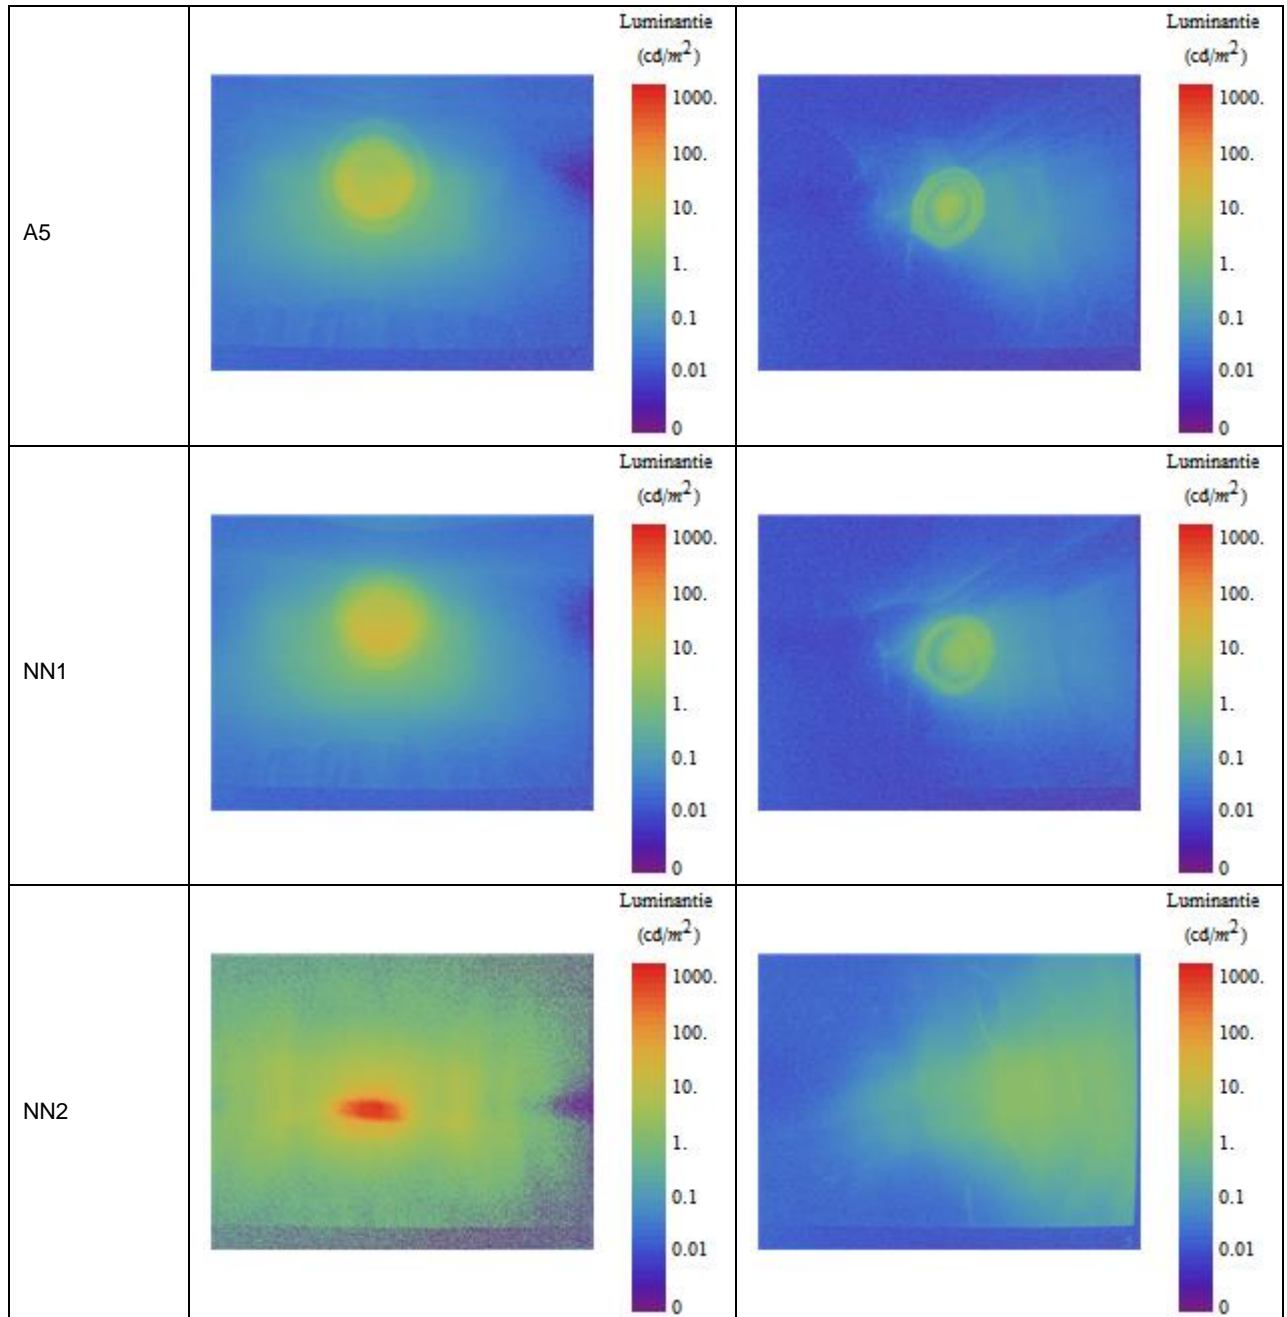 A5
Luminantie
(cd/m²)
1000.
100.
10.
1.
0.1
0.01
0
Luminantie
(cd/m²)
1000.
100.
10.
1.
0.1
0.01
0
NN1
Luminantie
(cd/m²)
1000.
100.
10.
1.
0.1
0.01
0
Luminantie
(cd/m²)
1000.
100.
10.
1.
0.1
0.01
0
NN2
Luminantie
(cd/m²)
1000.
100.
10.
1.
0.1
0.01
0
Luminantie
(cd/m²)
1000.
100.
10.
1.
0.1
0.01
0